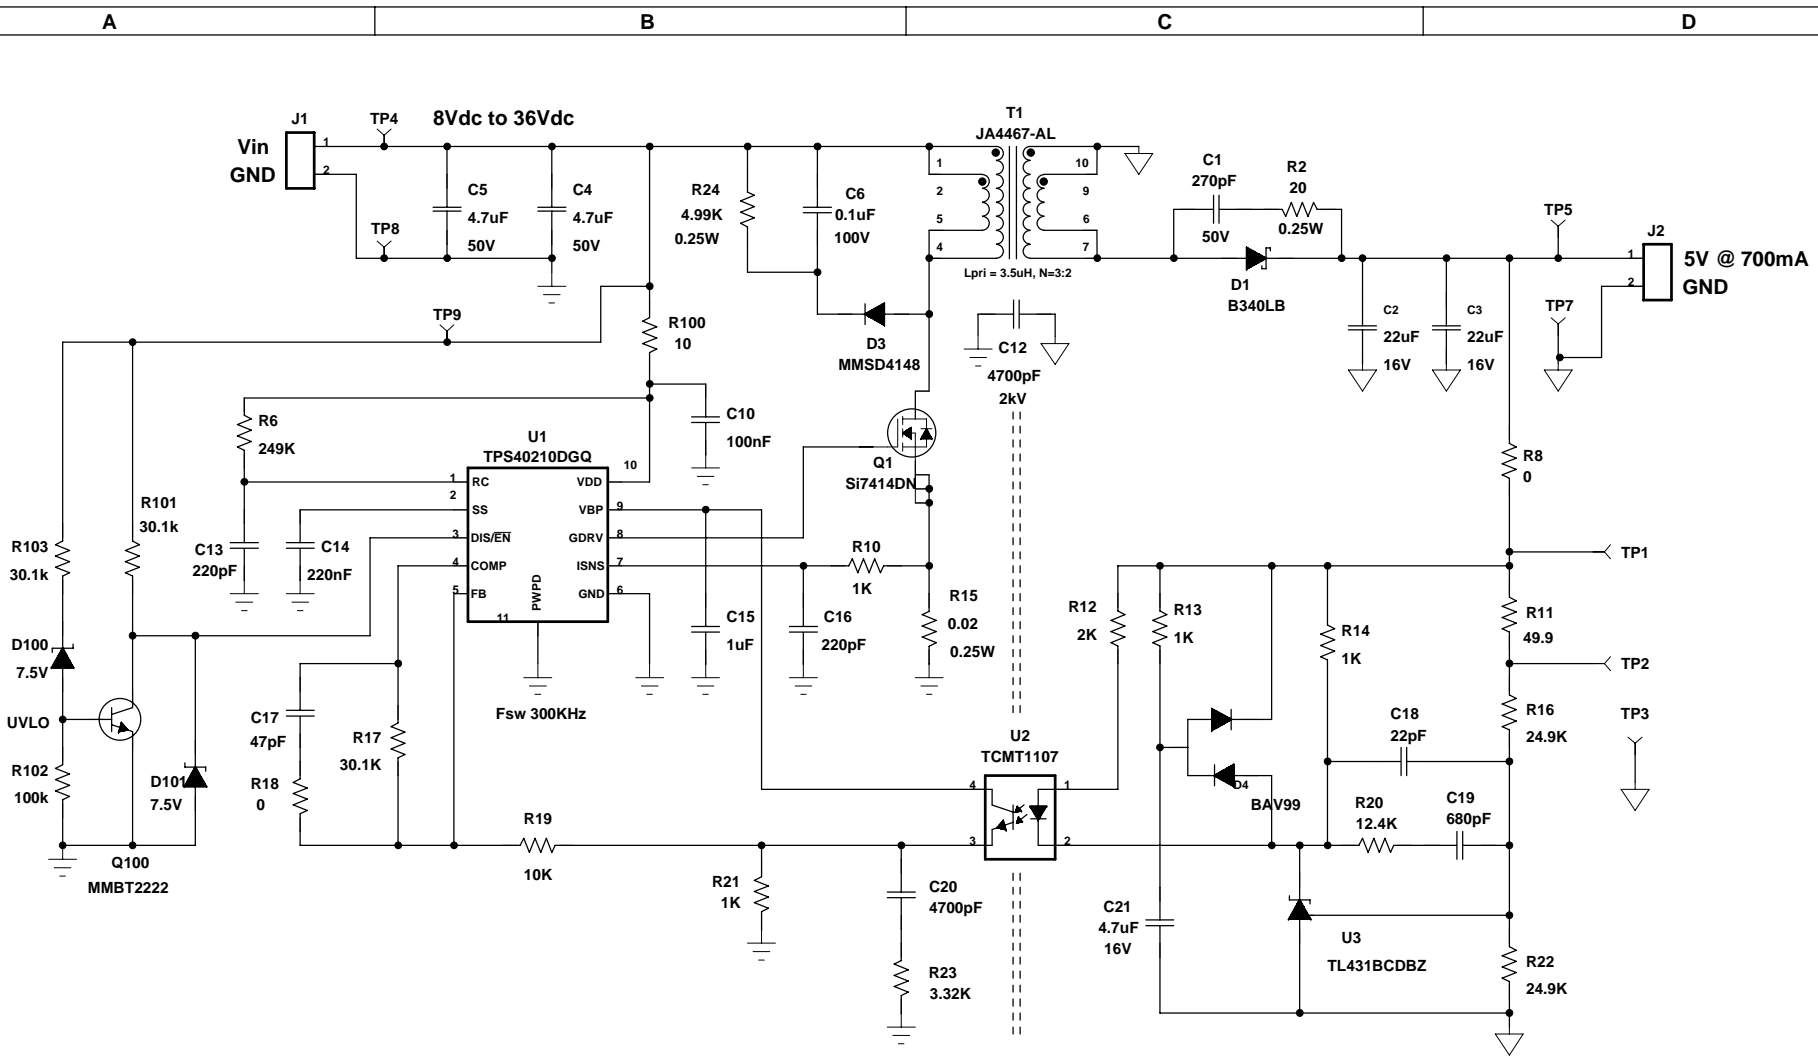 A B C D
8Vdc to 36Vdc
J1
Vin
GND
1
2
TP4
TP8
C5
4.7uF
50V
C4
4.7uF
50V
R24
4.99K
0.25W
C6
0.1uF
100V
T1
JA4467-AL
1
2
5
4
10
9
6
7
Lpri = 3.5uH, N=3:2
C1
270pF
50V
R2
20
0.25W
D1
B340LB
TP5
J2
1
2
5V @ 700mA
GND
TP7
C2
22uF
16V
C3
22uF
16V
TP9
R100
10
D3
MMSD4148
C12
4700pF
2kV
R6
249K
C10
100nF
U1
TPS40210DGQ
1 RC
2 SS
3 DIS/EN
4 COMP
5 FB
VDD 10
VBP 9
GDRV 8
ISNS 7
GND 6
PWPD
11
Fsw 300KHz
Q1
Si7414DN
R8
0
R101
30.1k
R103
30.1k
C13
220pF
C14
220nF
R10
1K
R15
0.02
0.25W
C15
1uF
C16
220pF
TP1
R12
2K
R13
1K
R14
1K
R11
49.9
TP2
D100
7.5V
UVLO
R102
100k
D101
7.5V
Q100
MMBT2222
C17
47pF
R18
0
R17
30.1K
R19
10K
R21
1K
C20
4700pF
R23
3.32K
U2
TCMT1107
4
3
1
2
D4
BAV99
C18
22pF
R16
24.9K
TP3
R20
12.4K
C19
680pF
C21
4.7uF
16V
U3
TL431BCDBZ
R22
24.9K